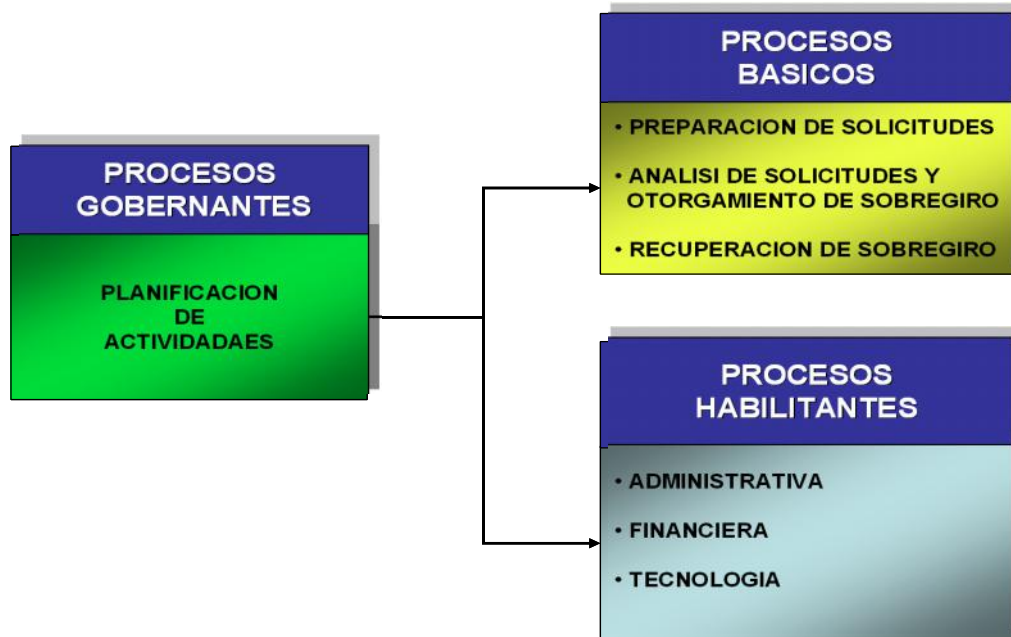 PROCESOS
GOBERNANTES
PLANIFICACION
DE
ACTIVIDADAES
PROCESOS
BASICOS
• PREPARACION DE SOLICITUDES
• ANALISI DE SOLICITUDES Y
OTORGAMIENTO DE SOBREGIRO
• RECUPERACION DE SOBREGIRO
PROCESOS
HABILITANTES
• ADMINISTRATIVA
• FINANCIERA
• TECNOLOGIA